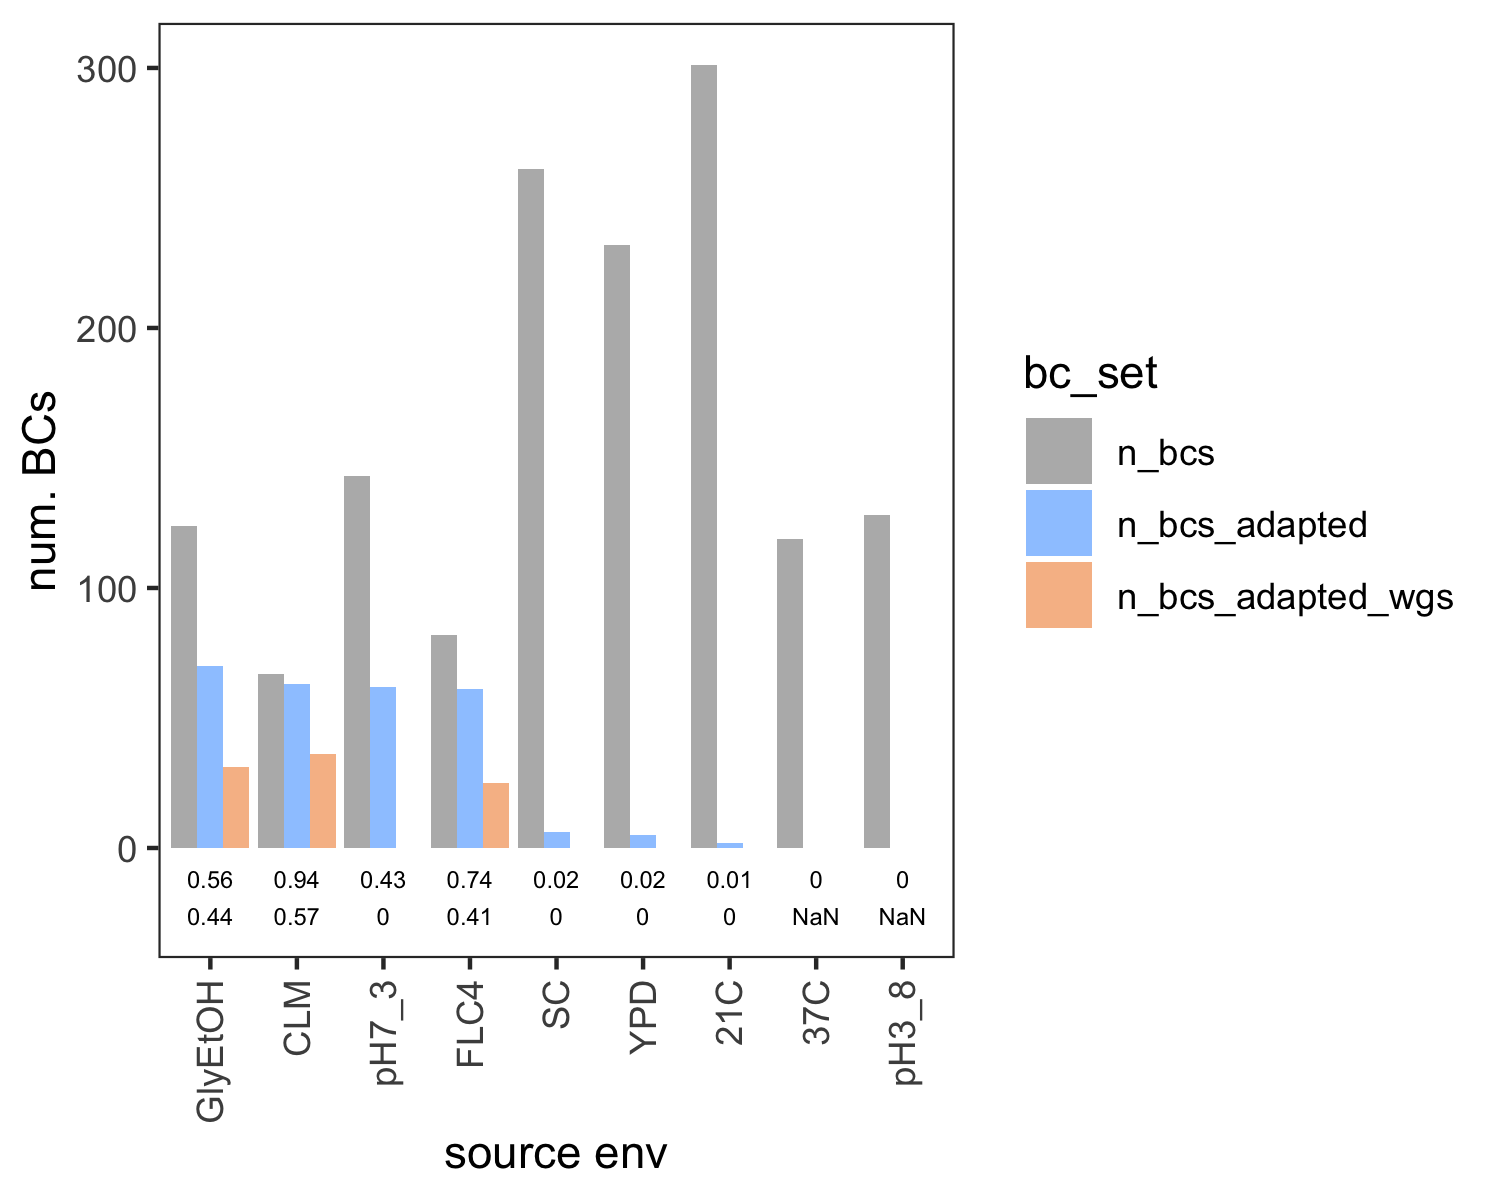 300
200
100
0
num. BCs
0.56 0.94 0.43 0.74 0.02 0.02 0.01 0 0
0.44 0.57 0 0.41 0 0 0 NaN NaN
GlyEtOH
CLM
pH7_3
FLC4
SC
YPD
21C
37C
pH3_8
source env
bc_set
n_bcs
n_bcs_adapted
n_bcs_adapted_wgs